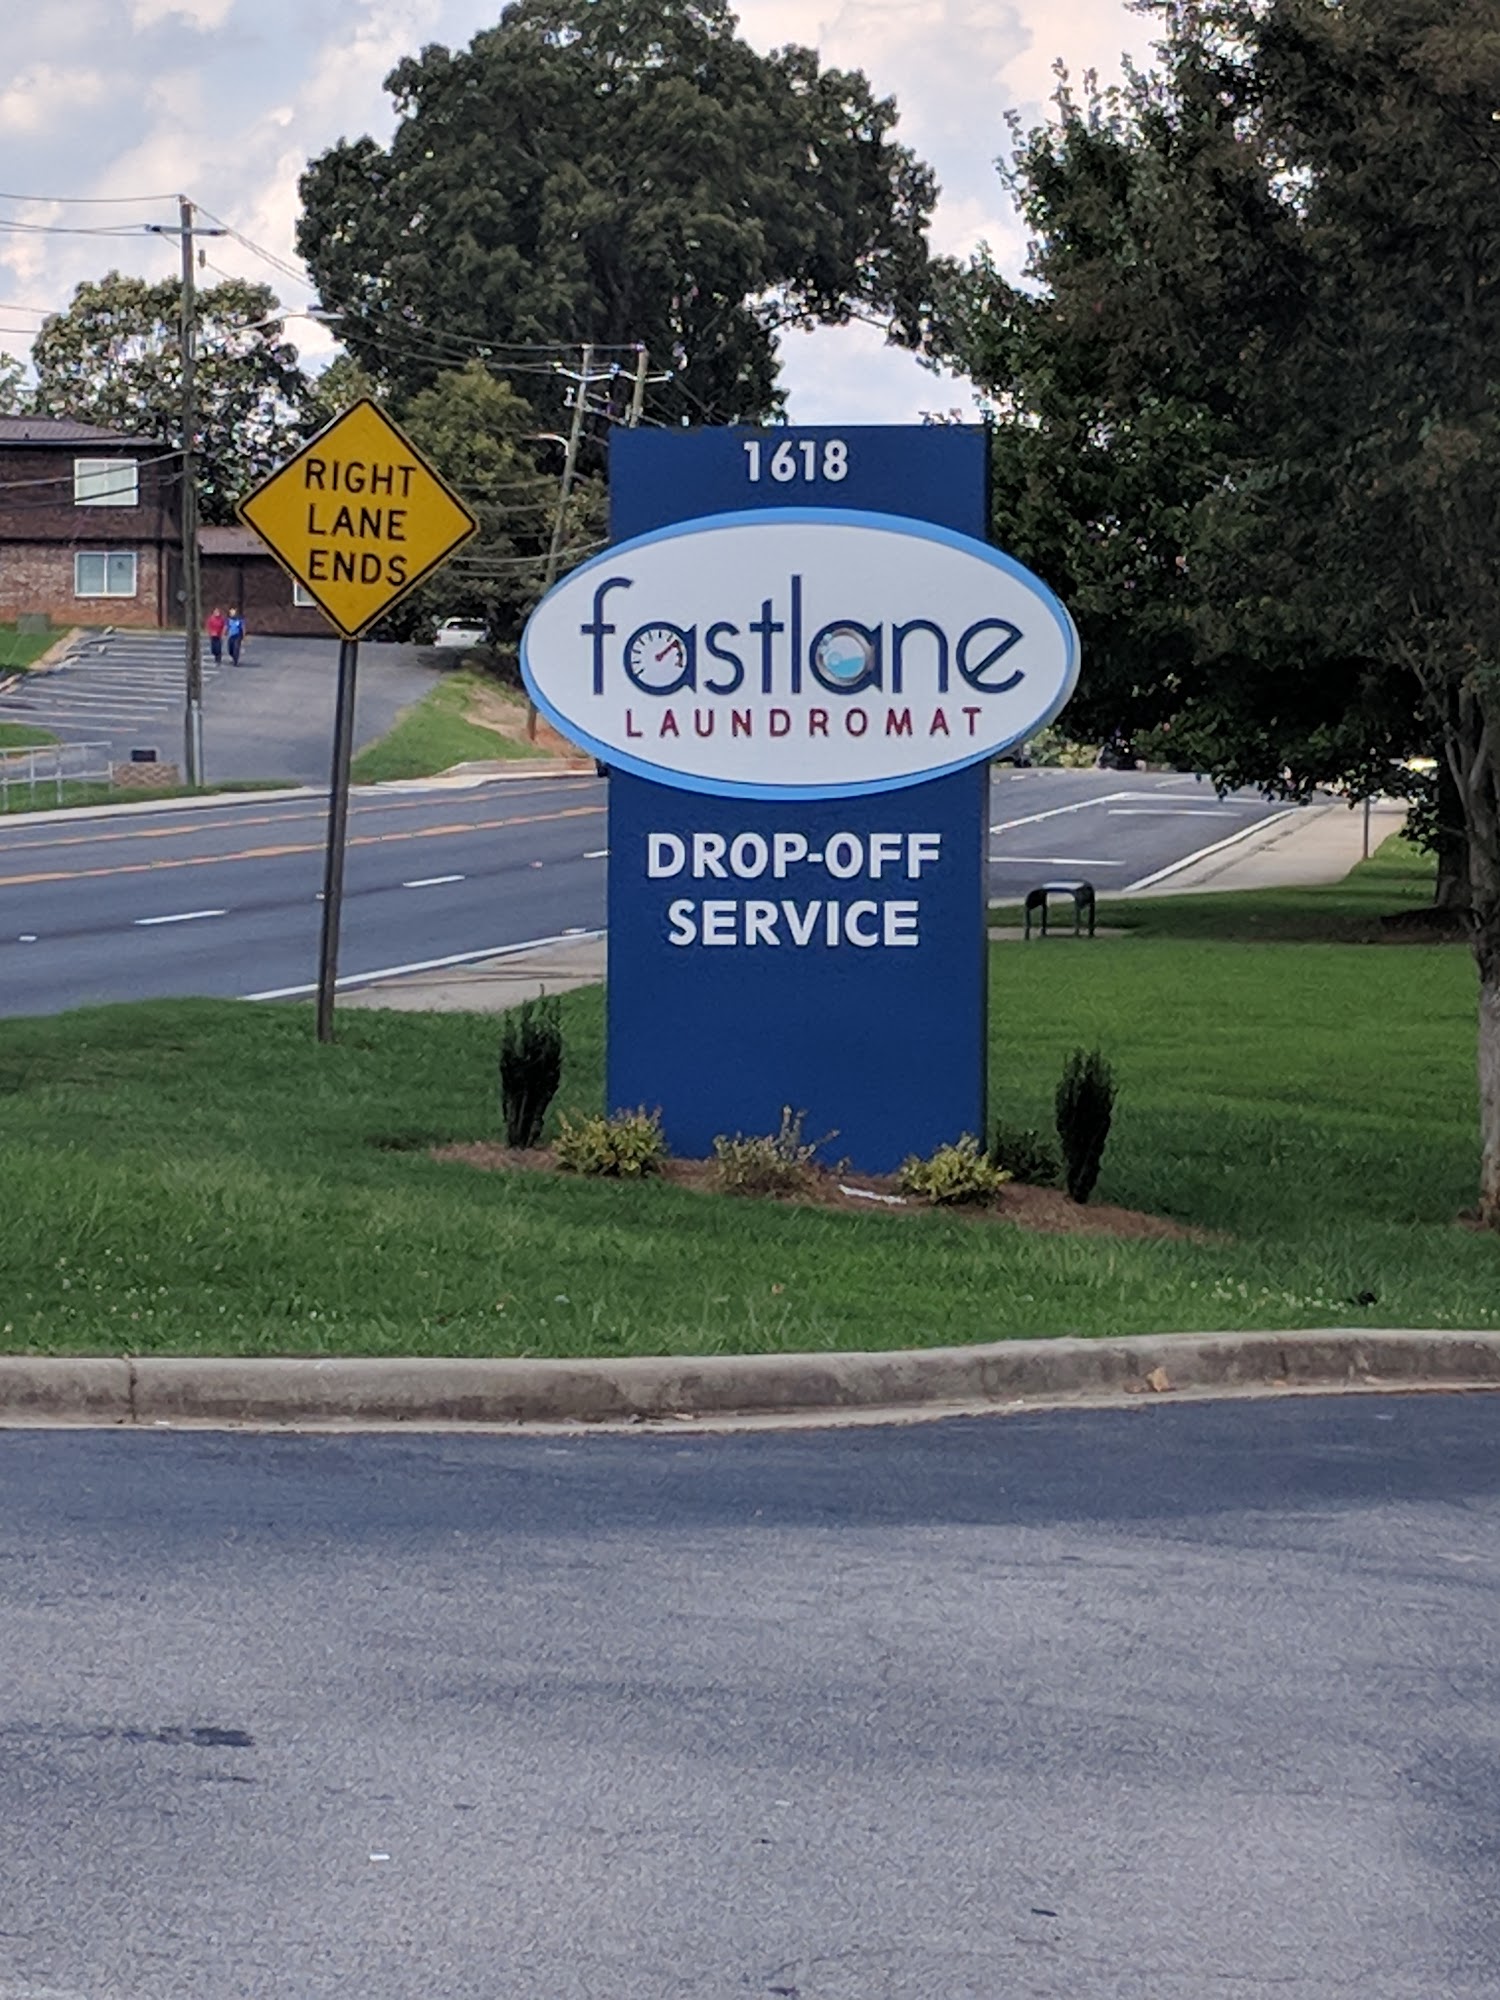 RIGHT
LANE
ENDS
1618
fastlane
LAUNDROMAT
DROP-OFF
SERVICE